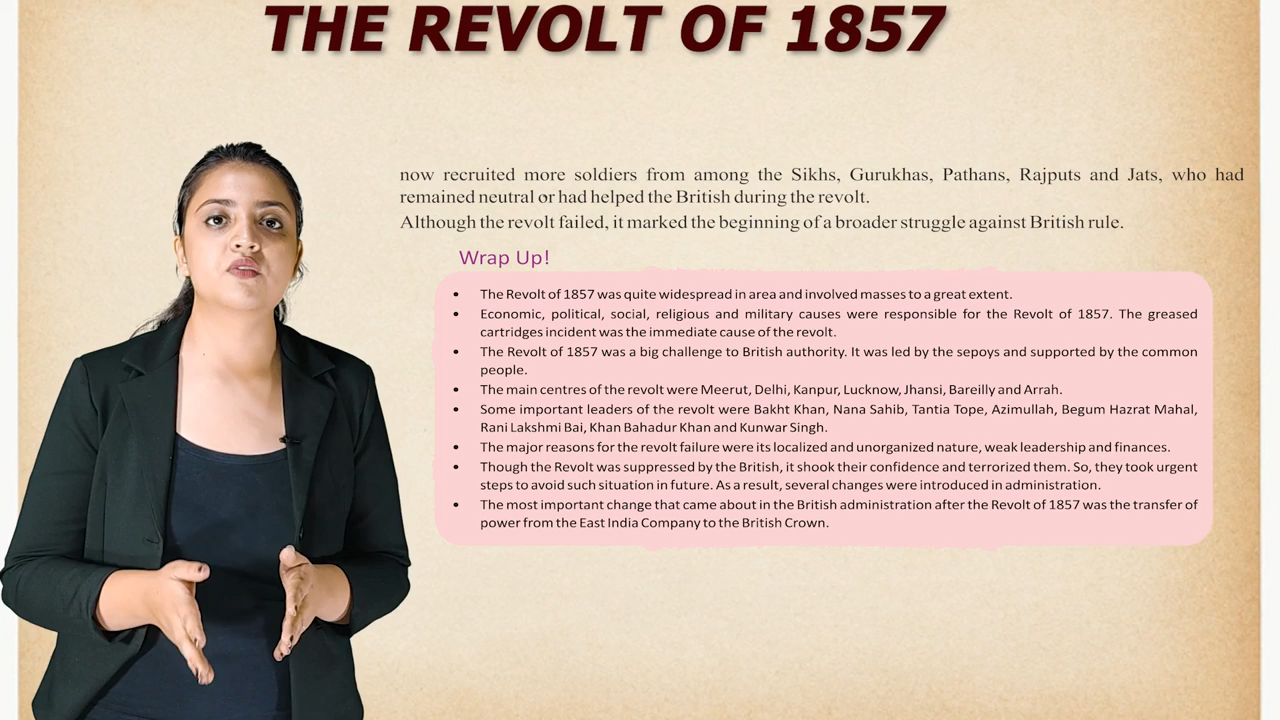 THE REVOLT OF 1857
now recruited more soldiers from among the Sikhs, Gurukhas, Pathans, Rajputs and Jats, who had
remained neutral or had helped the British during the revolt.
Although the revolt failed, it marked the beginning of a broader struggle against British rule.
Wrap Up!
• The Revolt of 1857 was quite widespread in area and involved masses to a great extent.
• Economic, political, social, religious and military causes were responsible for the Revolt of 1857. The greased
cartridges incident was the immediate cause of the revolt.
• The Revolt of 1857 was a big challenge to British authority. It was led by the sepoys and supported by the common
people.
• The main centres of the revolt were Meerut, Delhi, Kanpur, Lucknow, Jhansi, Bareilly and Arrah.
• Some important leaders of the revolt were Bakht Khan, Nana Sahib, Tantia Tope, Azimullah, Begum Hazrat Mahal,
Rani Lakshmi Bai, Khan Bahadur Khan and Kunwar Singh.
• The major reasons for the revolt failure were its localized and unorganized nature, weak leadership and finances.
• Though the Revolt was suppressed by the British, it shook their confidence and terrorized them. So, they took urgent
steps to avoid such situation in future. As a result, several changes were introduced in administration.
• The most important change that came about in the British administration after the Revolt of 1857 was the transfer of
power from the East India Company to the British Crown.